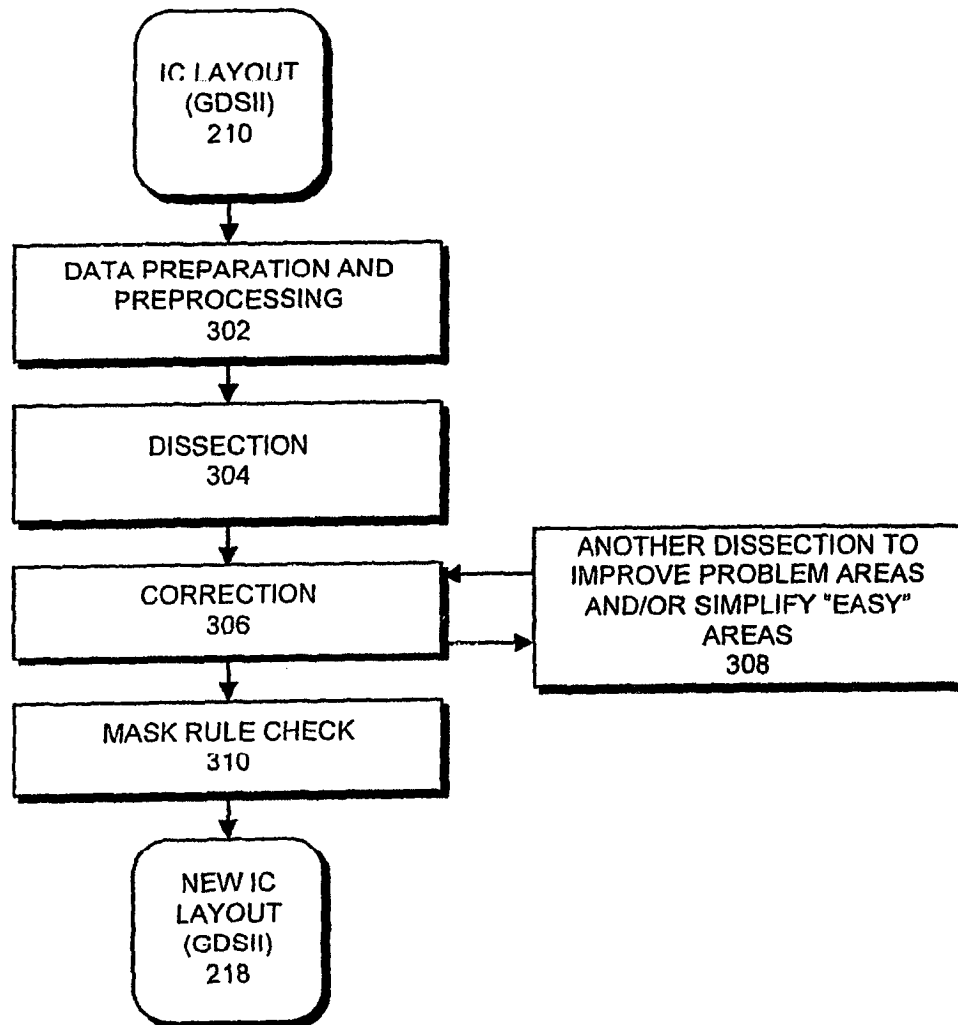 IC LAYOUT
(GDSII)
210
DATA PREPARATION AND
PREPROCESSING
302
DISSECTION
304
CORRECTION
306
ANOTHER DISSECTION TO
IMPROVE PROBLEM AREAS
AND/OR SIMPLIFY "EASY"
AREAS
308
MASK RULE CHECK
310
NEW IC
LAYOUT
(GDSII)
218